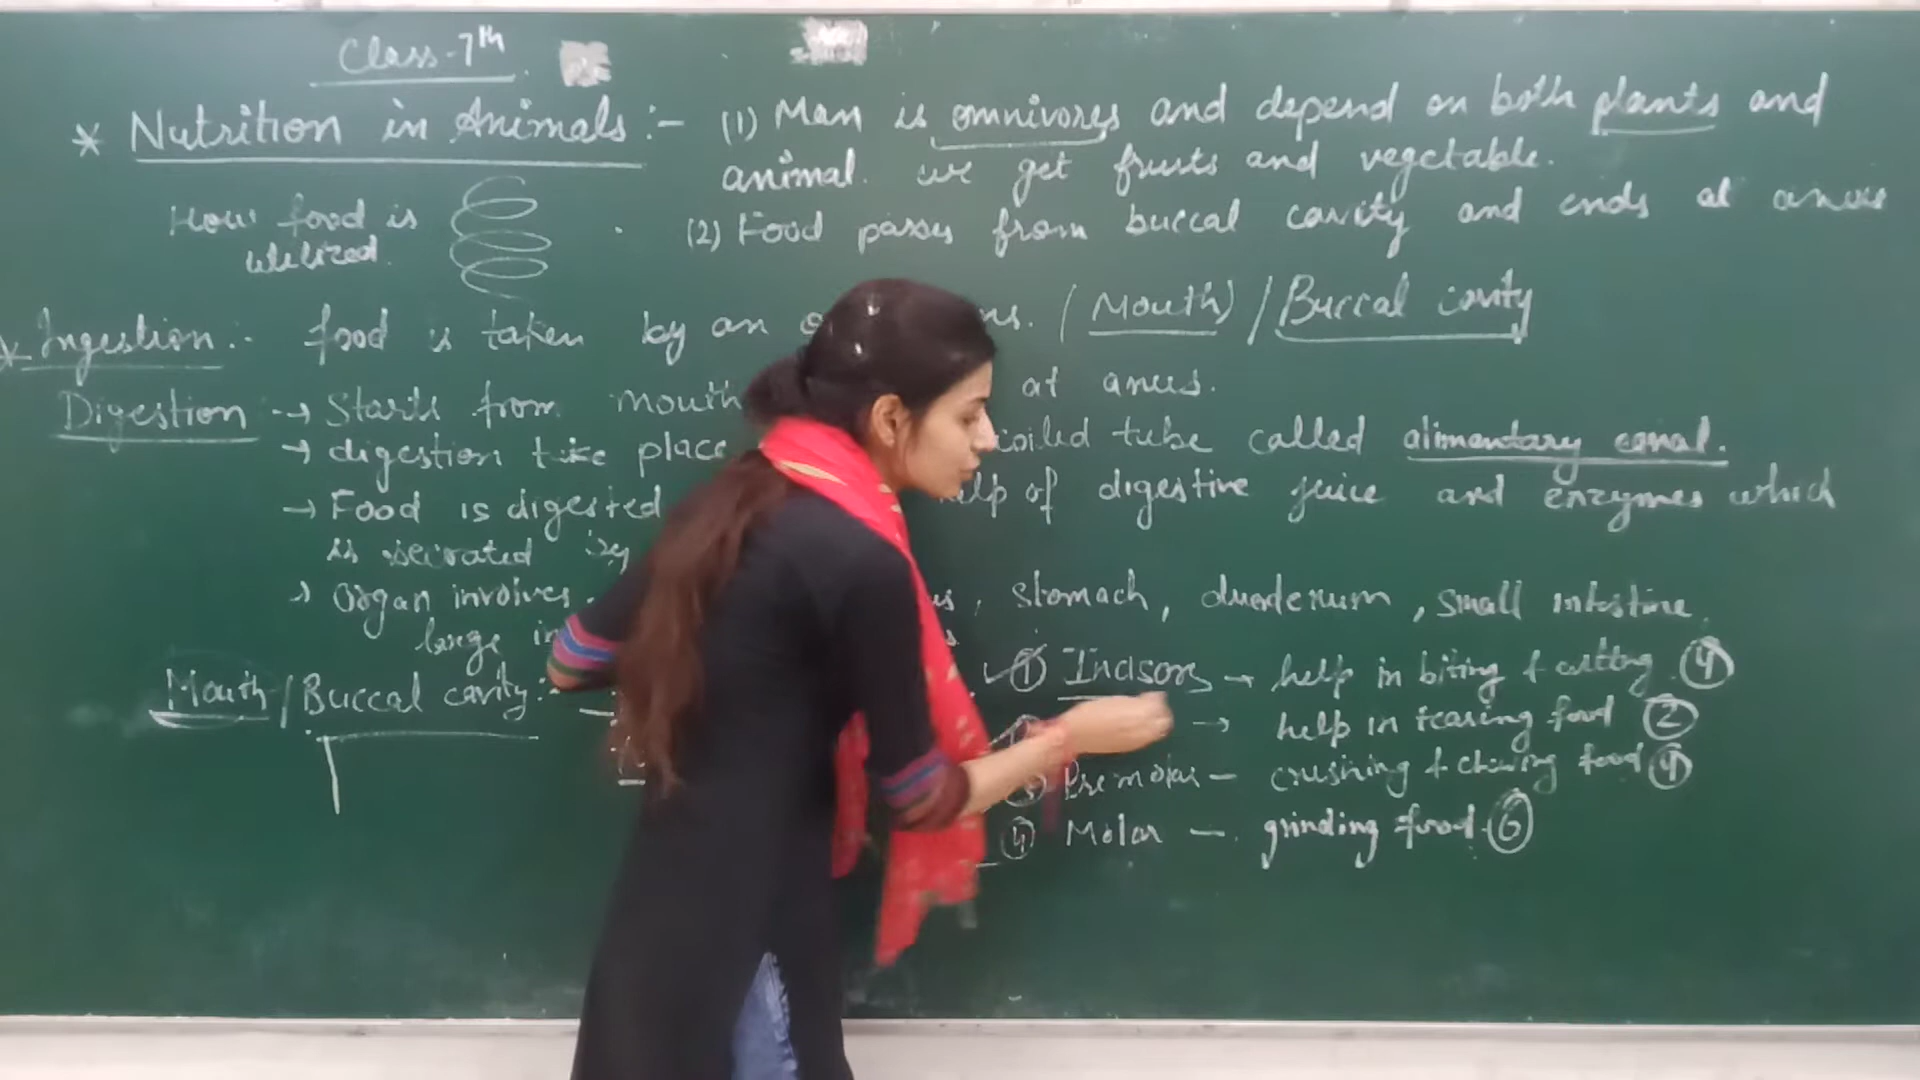 Class-7th
* Nutrition in Animals :- (1) Man is omnivores and depend on both plants and
animal. we get fruits and vegetable.
How food is
utilized.
(2) Food passes from buccal cavity and ends at anus
* Ingestion :- food is taken by an (Mouth) / Buccal cavity
Digestion → Starts from mouth at anus.
→ digestion take place coiled tube called alimentary canal.
→ Food is digested help of digestive juice and enzymes which
is secrated by
→ Organ involves stomach, duodenum, small intestine,
large
Mouth / Buccal cavity :-
(1) Incisors → help in biting & cutting (4)
→ help in tearing food (2)
(3) Premolar — crushing & chewing food (4)
(4) Molar — grinding food. (6)